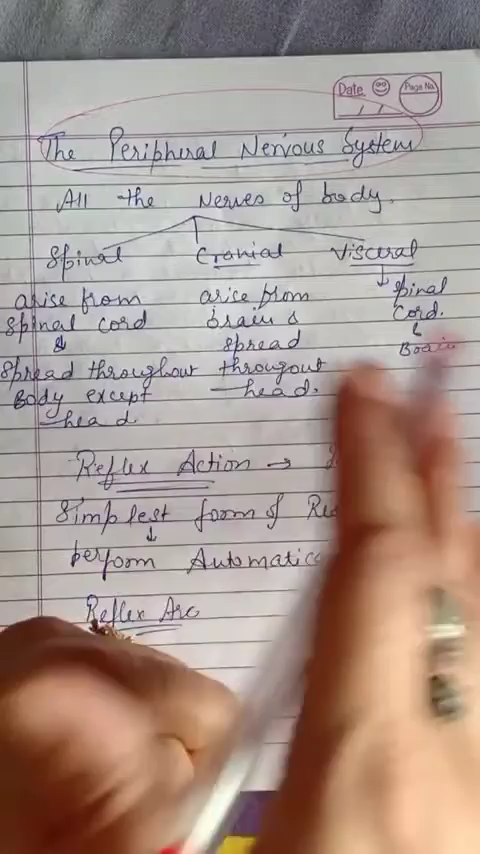 Date
Page No.
The Peripheral Nervous System
All the Nerves of body.
Spinal Cranial Visceral
arise from
spinal cord
&
spread throughout
Body except
head
arise from
brain &
spread
througout
head.
Spinal
Cord.
&
Brain
Reflex Action →
Simplest form of
perform
Reflex Arc